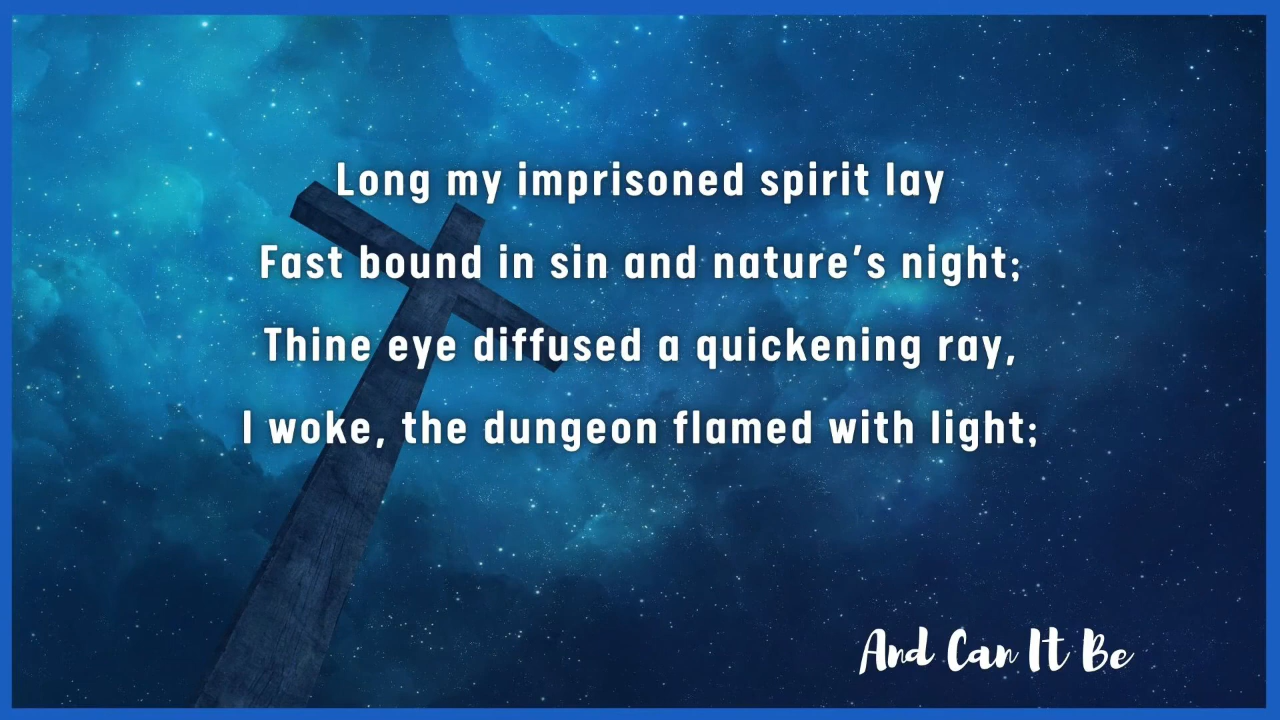 Long my imprisoned spirit lay
Fast bound in sin and nature's night;
Thine eye diffused a quickening ray,
I woke, the dungeon flamed with light;
And Can It Be